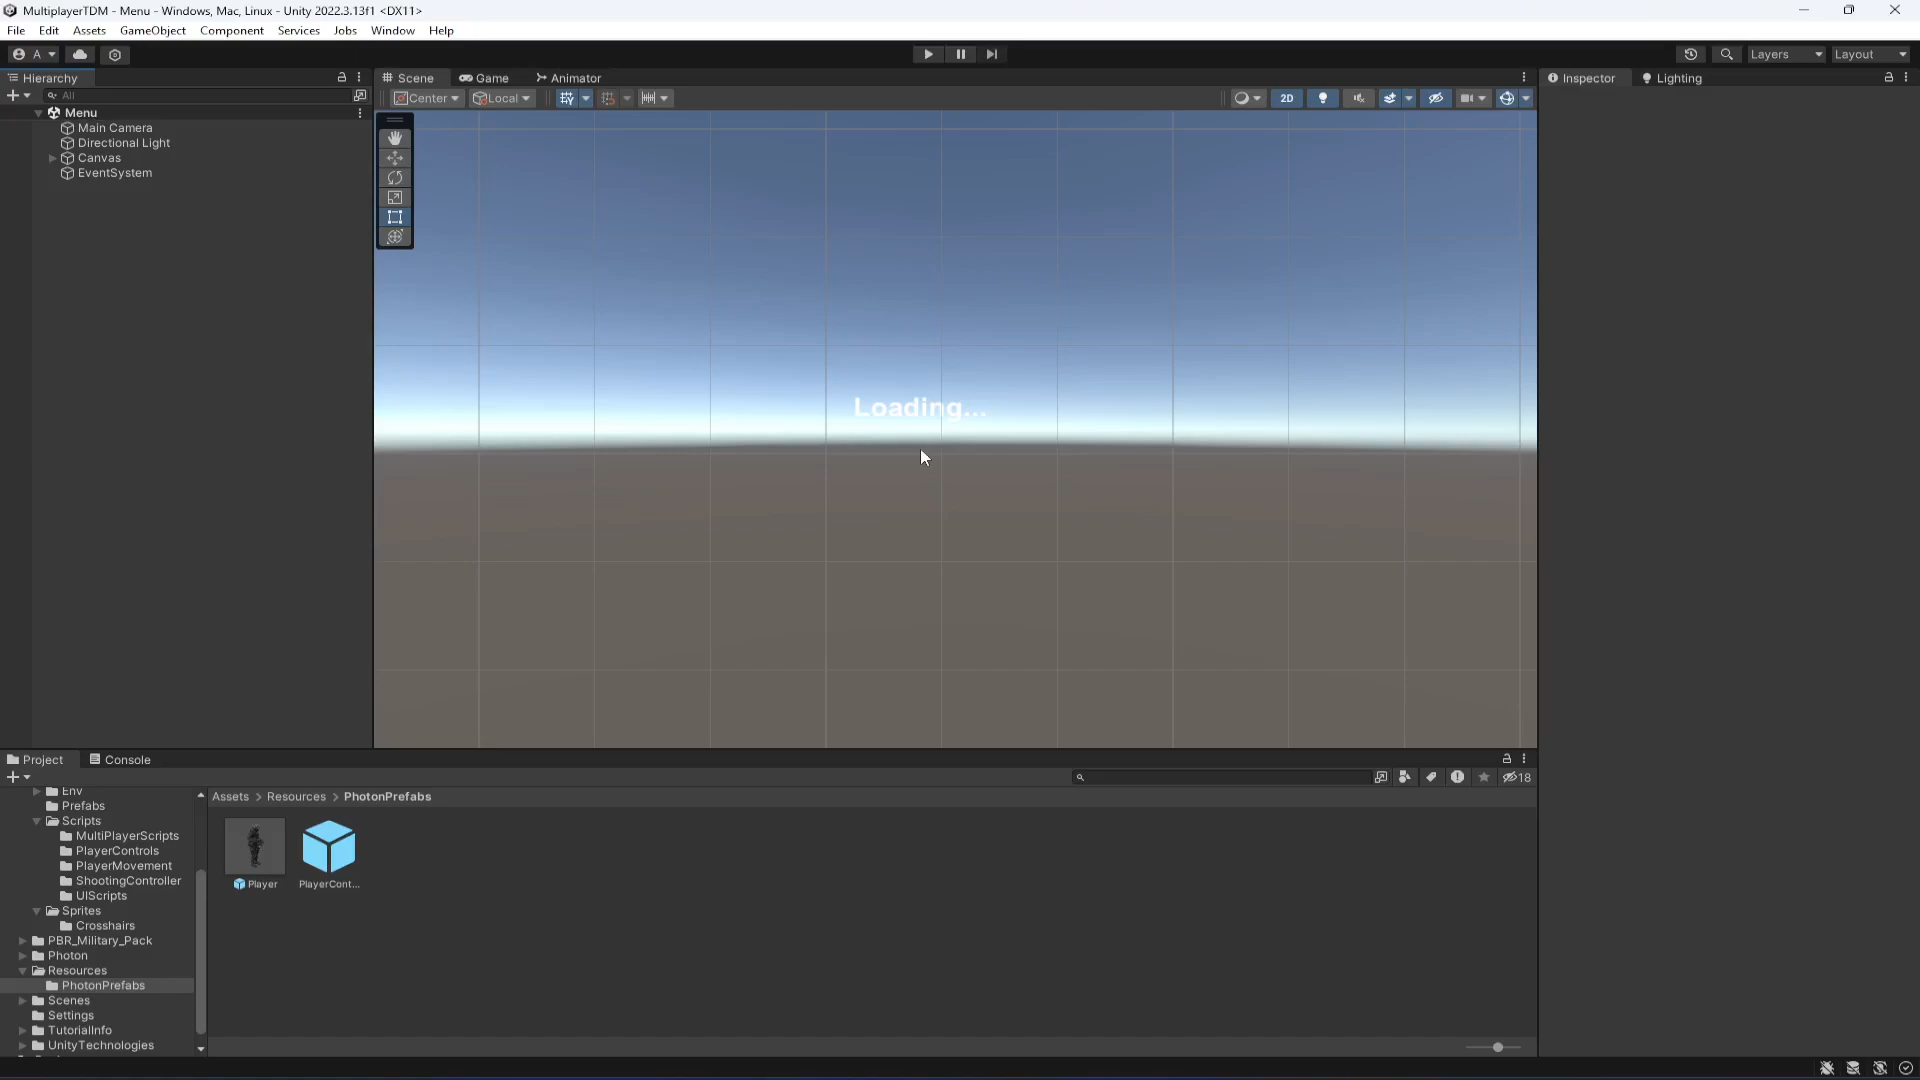 MultiplayerTDM - Menu - Windows, Mac, Linux - Unity 2022.3.13f1 <DX11>
File Edit Assets GameObject Component Services Jobs Window Help
A Layers Layout
Hierarchy Scene Game Animator Inspector Lighting
All Center Local 2D
Menu
Main Camera
Directional Light
Canvas
EventSystem
Loading...
Project Console
18
Env
Prefabs
Scripts
MultiPlayerScripts
PlayerControls
PlayerMovement
ShootingController
UIScripts
Sprites
Crosshairs
PBR_Military_Pack
Photon
Resources
PhotonPrefabs
Scenes
Settings
TutorialInfo
UnityTechnologies
Assets > Resources > PhotonPrefabs
Player PlayerCont...